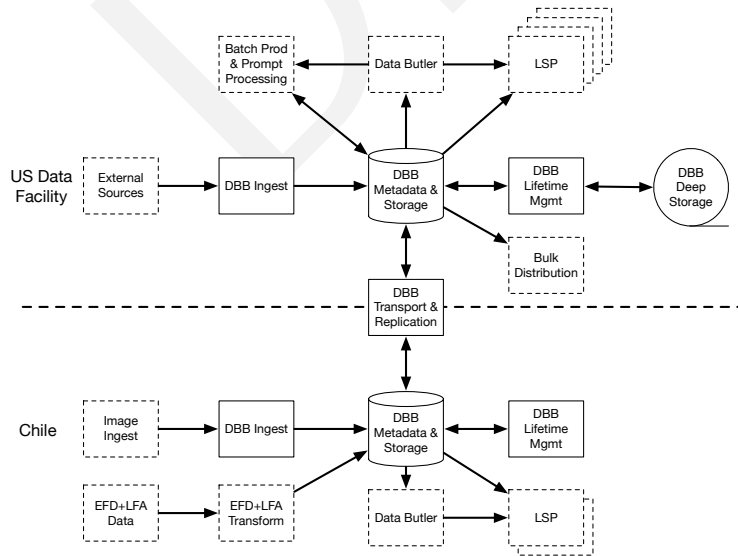 Batch Prod
& Prompt
Processing
Data Butler
LSP
US Data
Facility
External
Sources
DBB Ingest
DBB
Metadata &
Storage
DBB
Lifetime
Mgmt
DBB
Deep
Storage
Bulk
Distribution
DBB
Transport &
Replication
Chile
Image
Ingest
DBB Ingest
DBB
Metadata &
Storage
DBB
Lifetime
Mgmt
EFD+LFA
Data
EFD+LFA
Transform
Data Butler
LSP